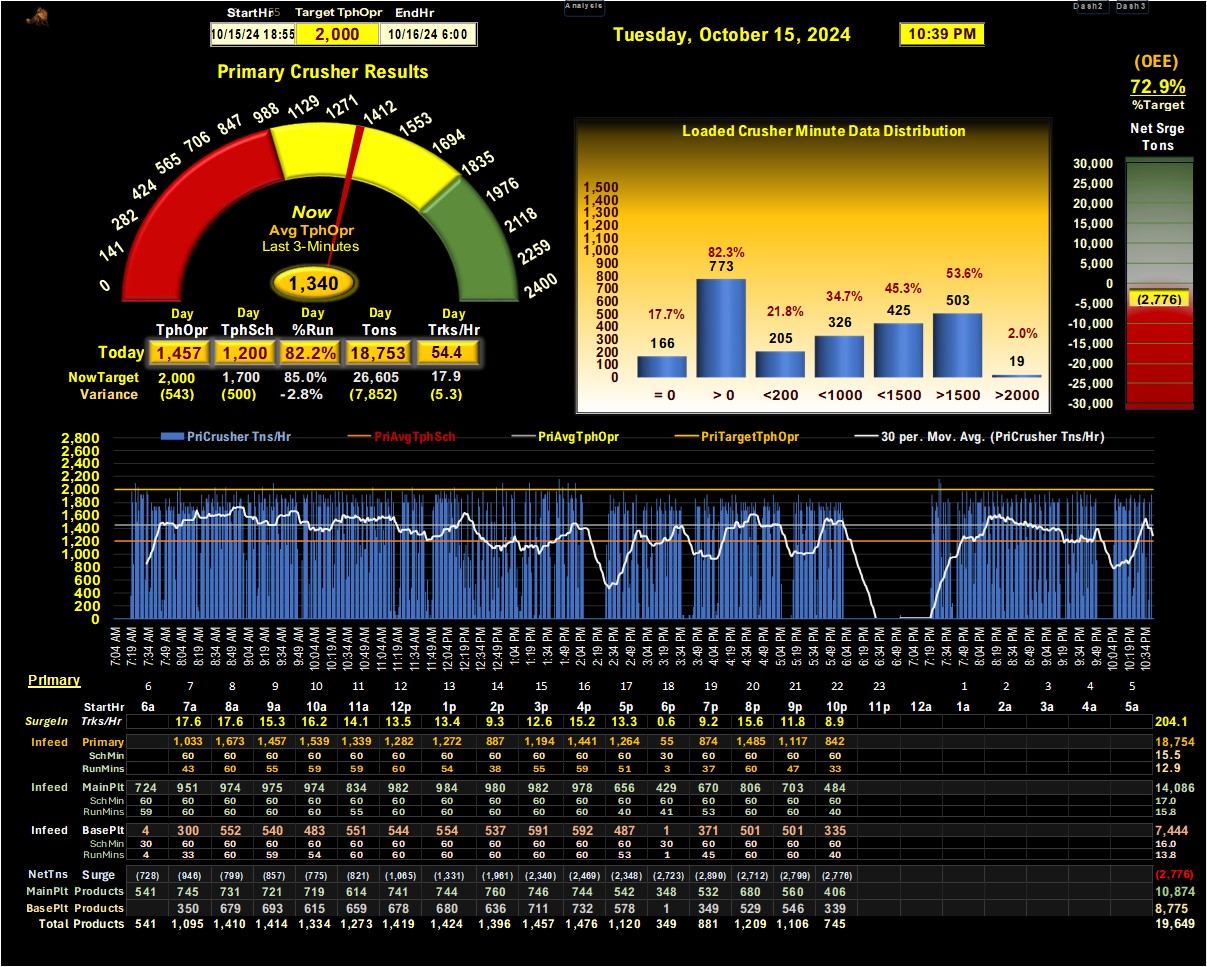 StartHr Target TphOpr EndHr
10/15/24 18:55 2,000 10/16/24 6:00
Analysis
Dash2 Dash3
Tuesday, October 15, 2024 10:39 PM
(OEE)
72.9%
%Target
Net Srge
Tons
Primary Crusher Results
0 141 282 424 565 706 847 988 1129 1271 1412 1553 1694 1835 1976 2118 2259 2400
Now
Avg TphOpr
Last 3-Minutes
1,340
Day Day Day Day Day
TphOpr TphSch %Run Tons Trks/Hr
Today 1,457 1,200 82.2% 18,753 54.4
NowTarget 2,000 1,700 85.0% 26,605 17.9
Variance (543) (500) -2.8% (7,852) (5.3)
Loaded Crusher Minute Data Distribution
1,500
1,400
1,300
1,200
1,100
1,000
900
800
700
600
500
400
300
200
100
0
17.7% 82.3% 21.8% 34.7% 45.3% 53.6% 2.0%
166 773 205 326 425 503 19
= 0 > 0 <200 <1000 <1500 >1500 >2000
30,000
25,000
20,000
15,000
10,000
5,000
0
-5,000
-10,000
-15,000
-20,000
-25,000
-30,000
(2,776)
PriCrusher Tns/Hr PriAvgTphSch PriAvgTphOpr PriTargetTphOpr 30 per. Mov. Avg. (PriCrusher Tns/Hr)
2,800
2,600
2,400
2,200
2,000
1,800
1,600
1,400
1,200
1,000
800
600
400
200
0
7:04 AM 7:19 AM 7:34 AM 7:49 AM 8:04 AM 8:19 AM 8:34 AM 8:49 AM 9:04 AM 9:19 AM 9:34 AM 9:49 AM 10:04 AM 10:19 AM 10:34 AM 10:49 AM 11:04 AM 11:19 AM 11:34 AM 11:49 AM 12:04 PM 12:19 PM 12:34 PM 12:49 PM 1:04 PM 1:19 PM 1:34 PM 1:49 PM 2:04 PM 2:19 PM 2:34 PM 2:49 PM 3:04 PM 3:19 PM 3:34 PM 3:49 PM 4:04 PM 4:19 PM 4:34 PM 4:49 PM 5:04 PM 5:19 PM 5:34 PM 5:49 PM 6:04 PM 6:19 PM 6:34 PM 6:49 PM 7:04 PM 7:19 PM 7:34 PM 7:49 PM 8:04 PM 8:19 PM 8:34 PM 8:49 PM 9:04 PM 9:19 PM 9:34 PM 9:49 PM 10:04 PM 10:19 PM 10:34 PM
Primary
6 7 8 9 10 11 12 13 14 15 16 17 18 19 20 21 22 23 1 2 3 4 5
StartHr 6a 7a 8a 9a 10a 11a 12p 1p 2p 3p 4p 5p 6p 7p 8p 9p 10p 11p 12a 1a 2a 3a 4a 5a
SurgeIn Trks/Hr 17.6 17.6 15.3 16.2 14.1 13.5 13.4 9.3 12.6 15.2 13.3 0.6 9.2 15.6 11.8 8.9 204.1
Infeed Primary 1,033 1,673 1,457 1,539 1,339 1,282 1,272 887 1,194 1,441 1,264 55 874 1,485 1,117 842 18,754
SchMin 60 60 60 60 60 60 60 60 60 60 60 30 60 60 60 40 15.5
RunMins 43 60 55 59 59 60 54 38 55 59 51 3 37 60 47 33 12.9
Infeed MainPlt 724 951 974 975 974 834 982 984 980 982 978 656 429 670 806 703 484 14,086
SchMin 60 60 60 60 60 60 60 60 60 60 60 60 60 60 60 60 40 17.0
RunMins 59 60 60 60 60 55 60 60 60 60 60 40 41 53 60 60 40 15.8
Infeed BasePlt 4 300 552 540 483 551 544 554 537 591 592 487 1 371 501 501 335 7,444
SchMin 30 60 60 60 60 60 60 60 60 60 60 60 30 60 60 60 40 16.0
RunMins 4 33 60 59 54 60 60 60 60 60 60 53 1 45 60 60 40 13.8
NetTns Surge (728) (946) (799) (857) (775) (821) (1,065) (1,331) (1,961) (2,340) (2,469) (2,348) (2,723) (2,890) (2,712) (2,799) (2,776) (2,776)
MainPlt Products 541 745 731 721 719 614 741 744 760 746 744 542 348 532 680 560 406 10,874
BasePlt Products 350 679 693 615 659 678 680 636 711 732 578 1 349 529 546 339 8,775
Total Products 541 1,095 1,410 1,414 1,334 1,273 1,419 1,424 1,396 1,457 1,476 1,120 349 881 1,209 1,106 745 19,649